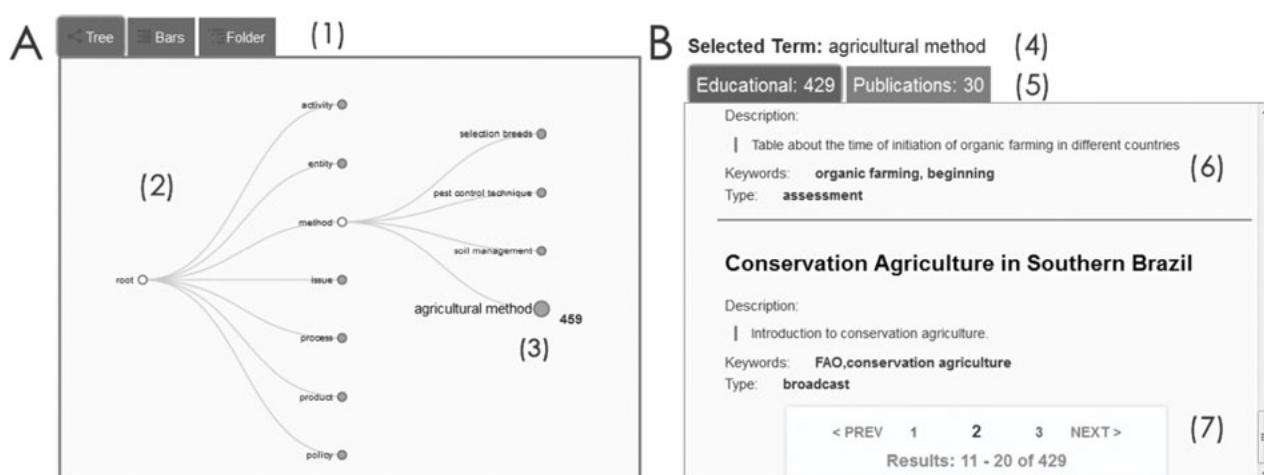 A
Tree
Bars
Folder
(1)
(2)
root
activity
entity
method
issue
process
product
policy
selection breeds
pest control technique
soil management
agricultural method
459
(3)
B
Selected Term: agricultural method
(4)
Educational: 429
Publications: 30
(5)
Description:
Table about the time of initiation of organic farming in different countries
(6)
Keywords: organic farming, beginning
Type: assessment
Conservation Agriculture in Southern Brazil
Description:
Introduction to conservation agriculture.
Keywords: FAO,conservation agriculture
Type: broadcast
< PREV 1 2 3 NEXT >
(7)
Results: 11 - 20 of 429